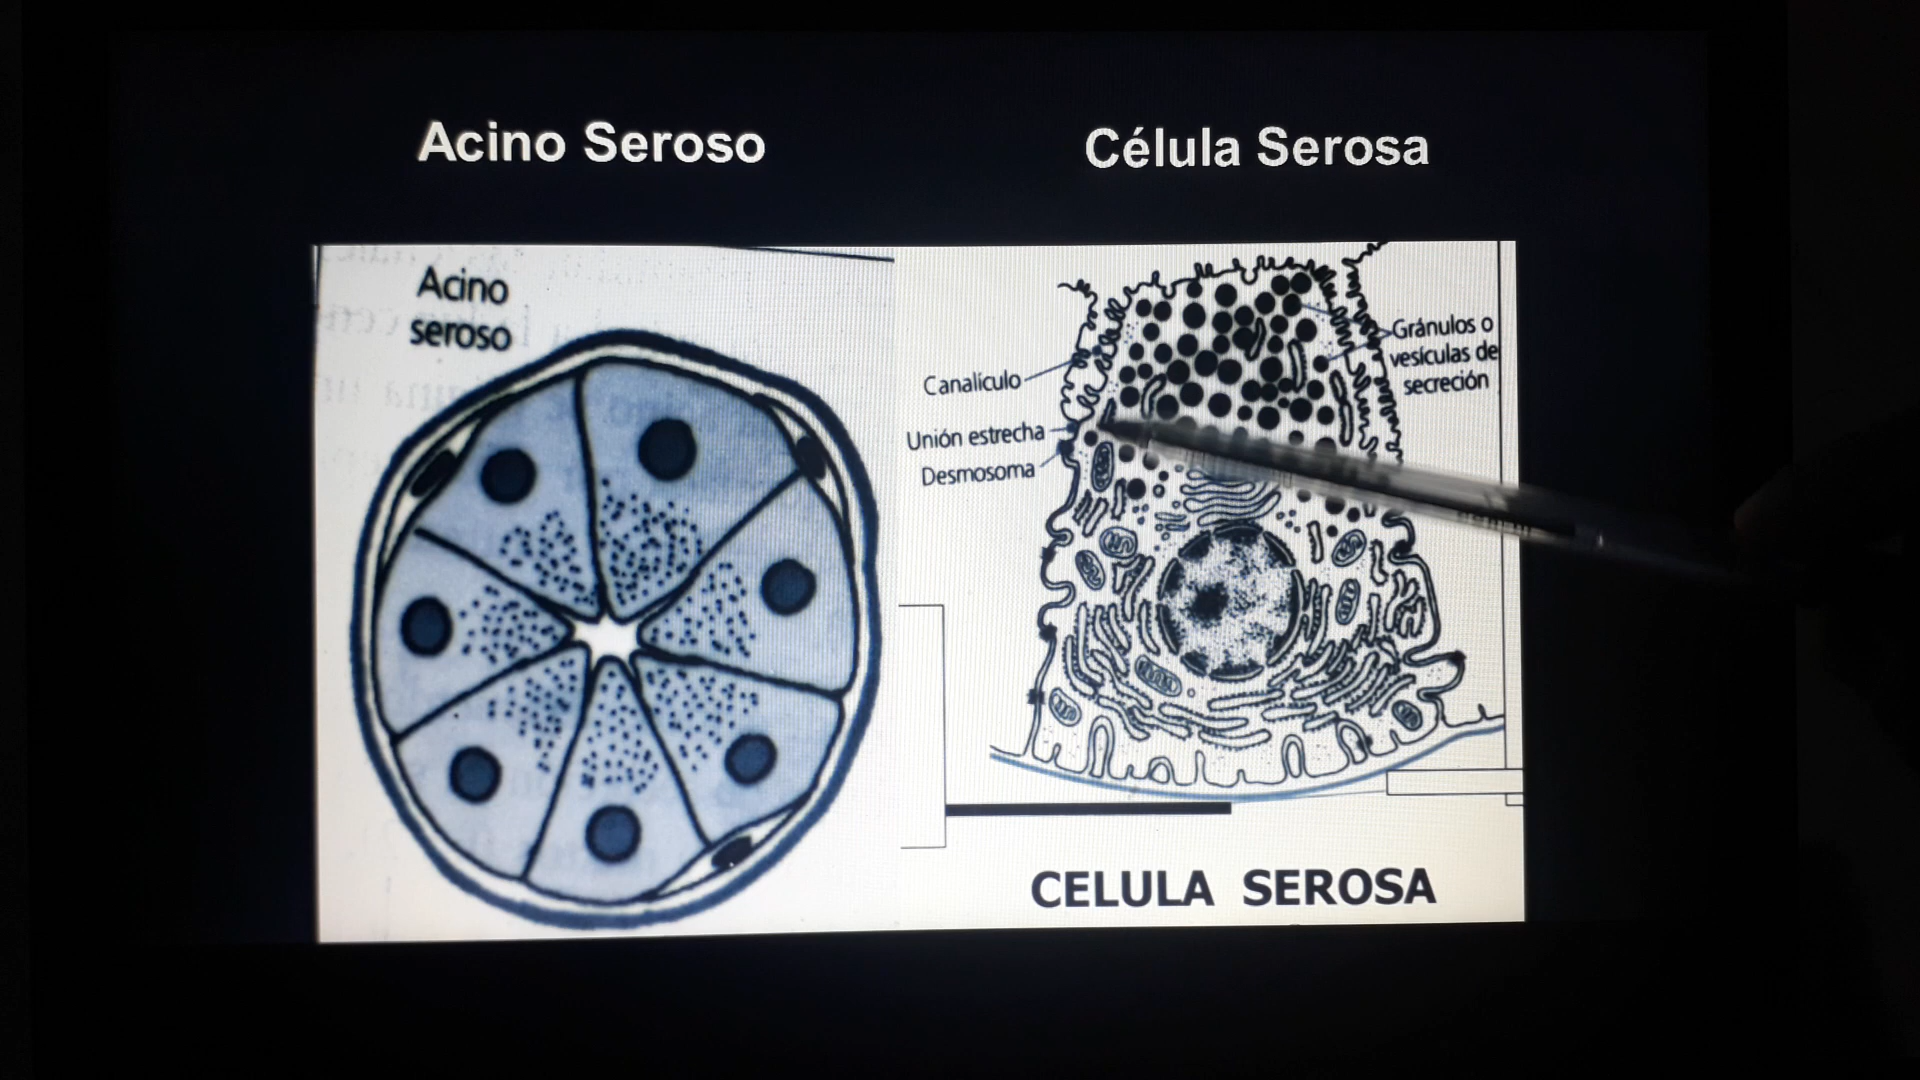 Acino Seroso
Célula Serosa
Acino
seroso
Canalículo
Unión estrecha
Desmosoma
Gránulos o
vesículas de
secreción
CELULA SEROSA